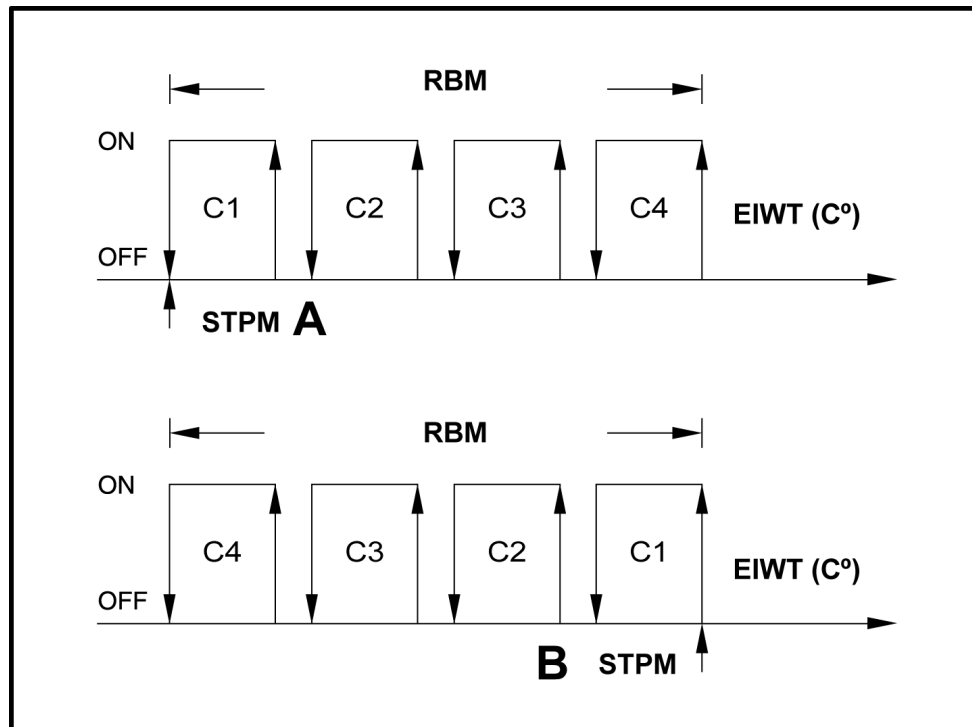 RBM
ON
C1 C2 C3 C4
EIWT (Cº)
OFF
STPM A
RBM
ON
C4 C3 C2 C1
EIWT (Cº)
OFF
B STPM